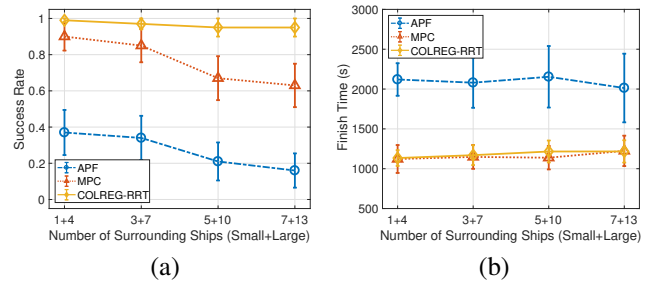 1
0.8
0.6
0.4
0.2
0
Success Rate
APF
MPC
COLREG-RRT
1+4 3+7 5+10 7+13
Number of Surrounding Ships (Small+Large)
(a)
3000
2500
2000
1500
1000
500
Finish Time (s)
APF
MPC
COLREG-RRT
1+4 3+7 5+10 7+13
Number of Surrounding Ships (Small+Large)
(b)